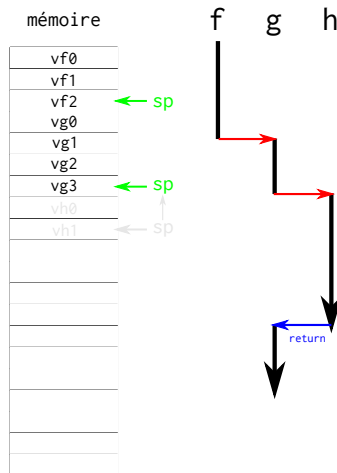 mémoire
f g h
vf0
vf1
vf2 sp
vg0
vg1
vg2
vg3 sp
vh0
vh1 sp
return